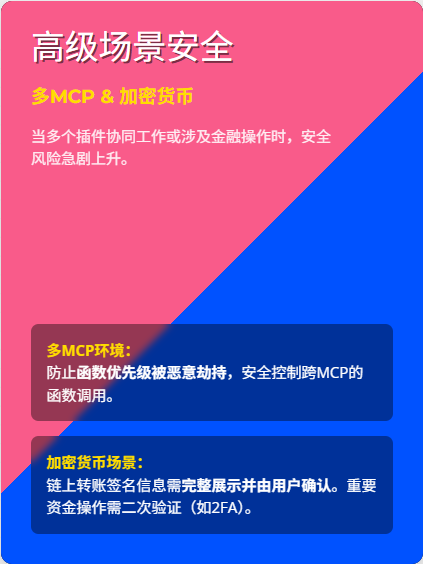 高级场景安全
多MCP & 加密货币
当多个插件协同工作或涉及金融操作时，安全
风险急剧上升。
多MCP环境：
防止函数优先级被恶意劫持，安全控制跨MCP的
函数调用。
加密货币场景：
链上转账签名信息需完整展示并由用户确认。重要
资金操作需二次验证（如2FA）。